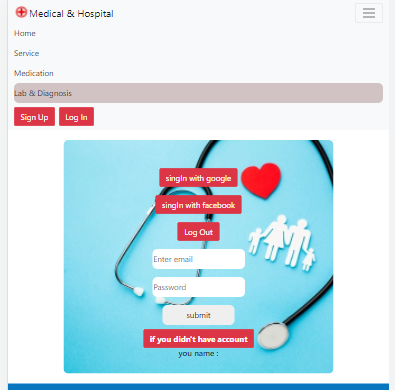 Medical & Hospital
Home
Service
Medication
Lab & Diagnosis
Sign Up Log In
singIn with google
singIn with facebook
Log Out
Enter email
Password
submit
if you didn't have account
you name :